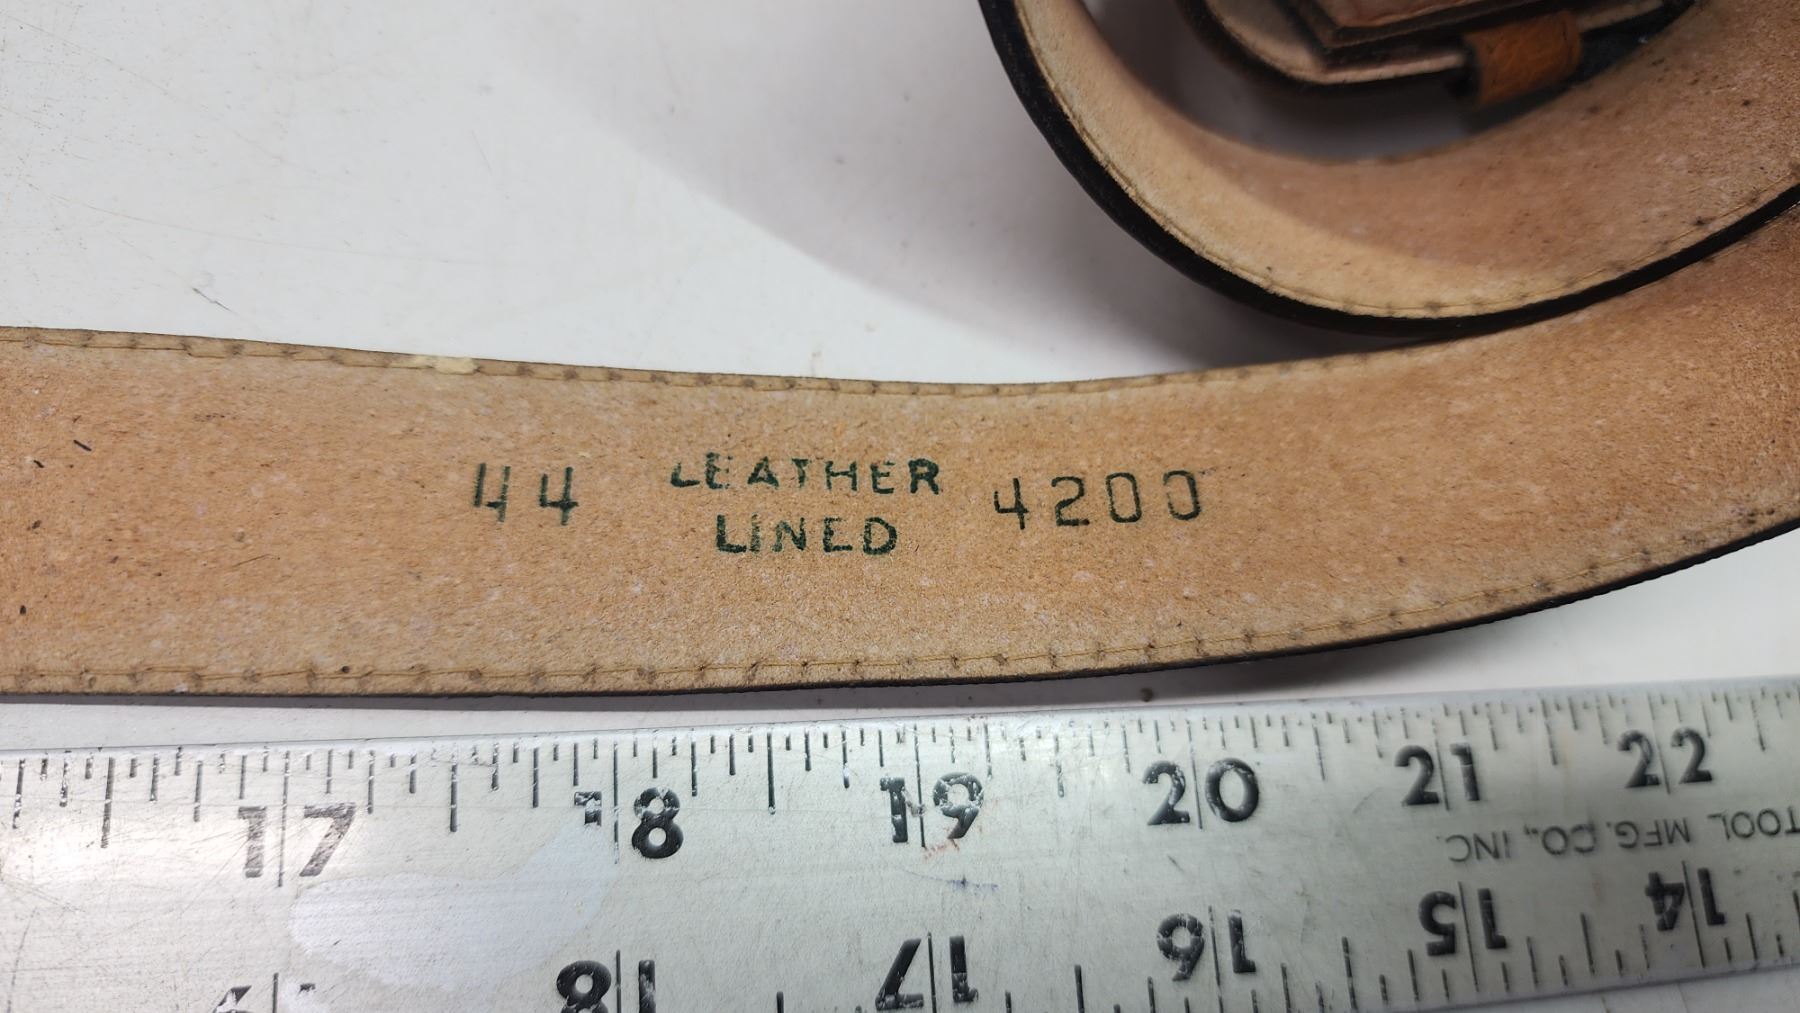 44 LEATHER 4200
LINED
17 18 19 20 21 22
TOOL MFG. CO., INC.
14 15 16 17 18